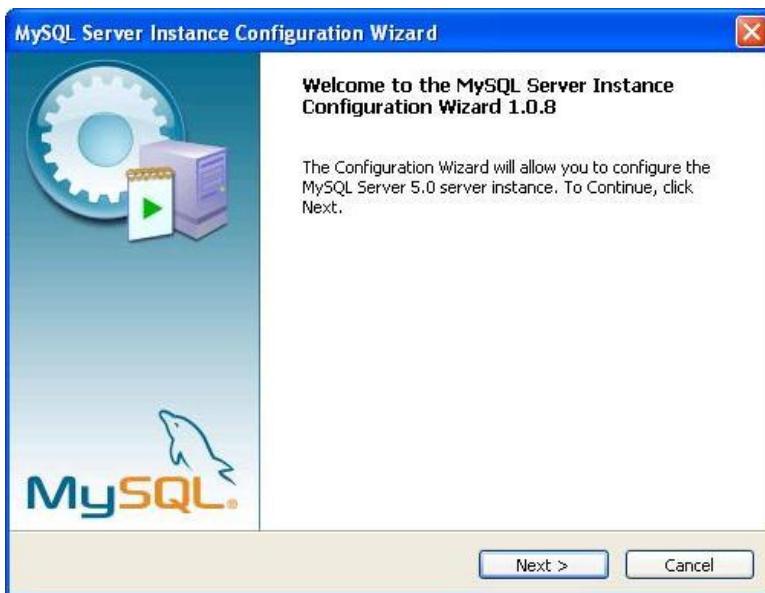 MySQL Server Instance Configuration Wizard
Welcome to the MySQL Server Instance
Configuration Wizard 1.0.8
The Configuration Wizard will allow you to configure the
MySQL Server 5.0 server instance. To Continue, click
Next.
MySQL®
Next >
Cancel